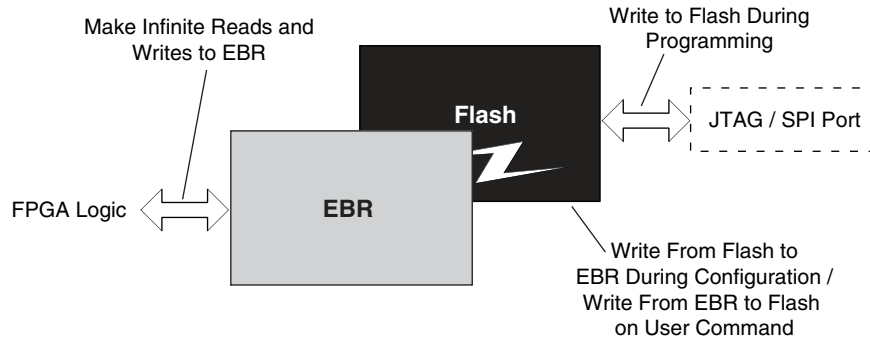 Make Infinite Reads and
Writes to EBR
Write to Flash During
Programming
Flash
JTAG / SPI Port
FPGA Logic
EBR
Write From Flash to
EBR During Configuration /
Write From EBR to Flash
on User Command